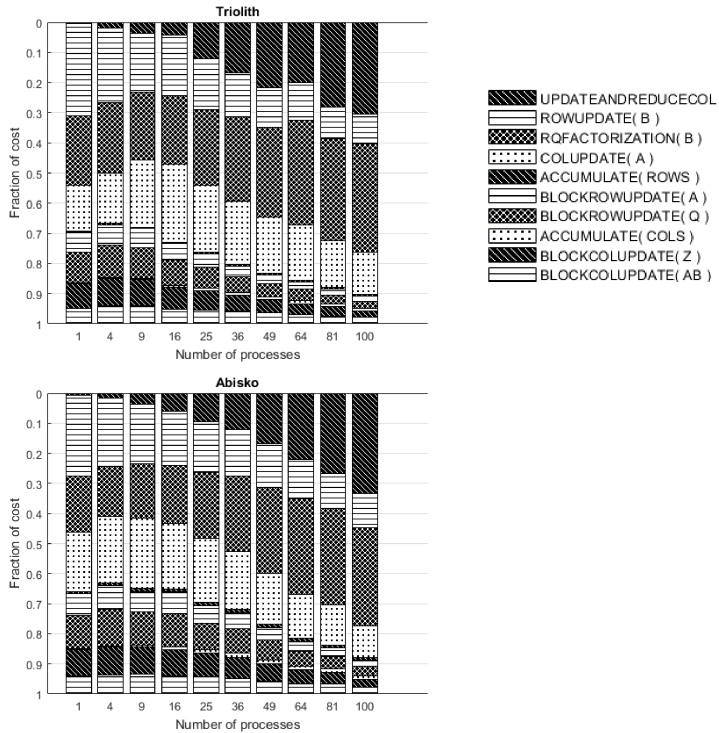 Triolith
0
0.1
0.2
0.3
0.4
0.5
0.6
0.7
0.8
0.9
1
Fraction of cost
1 4 9 16 25 36 49 64 81 100
Number of processes
UPDATEANDREDUCECOL
ROWUPDATE( B )
RQFACTORIZATION( B )
COLUPDATE( A )
ACCUMULATE( ROWS )
BLOCKROWUPDATE( A )
BLOCKROWUPDATE( Q )
ACCUMULATE( COLS )
BLOCKCOLUPDATE( Z )
BLOCKCOLUPDATE( AB )
Abisko
0
0.1
0.2
0.3
0.4
0.5
0.6
0.7
0.8
0.9
1
Fraction of cost
1 4 9 16 25 36 49 64 81 100
Number of processes